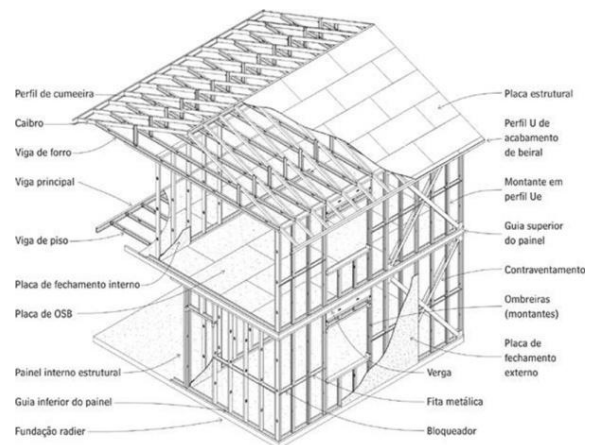 Perfil de cumeeira
Caibro
Viga de forro
Viga principal
Viga de piso
Placa de fechamento interno
Placa de OSB
Painel interno estrutural
Guia inferior do painel
Fundação radier
Placa estrutural
Perfil U de
acabamento
de beiral
Montante em
perfil Ue
Guia superior
do painel
Contraventamento
Ombreiras
(montantes)
Placa de
fechamento
externo
Verga
Fita metálica
Bloqueador